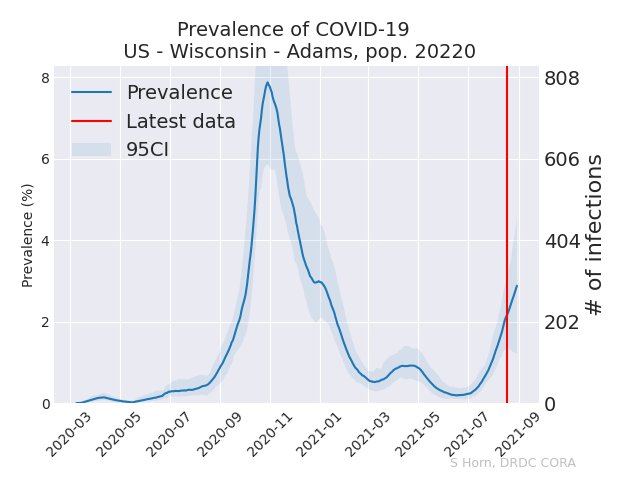 Prevalence of COVID-19
US - Wisconsin - Adams, pop. 20220
Prevalence
Latest data
95CI
Prevalence (%)
8
6
4
2
0
808
606
404
202
0
# of infections
2020-03
2020-05
2020-07
2020-09
2020-11
2021-01
2021-03
2021-05
2021-07
2021-09
S Horn, DRDC CORA